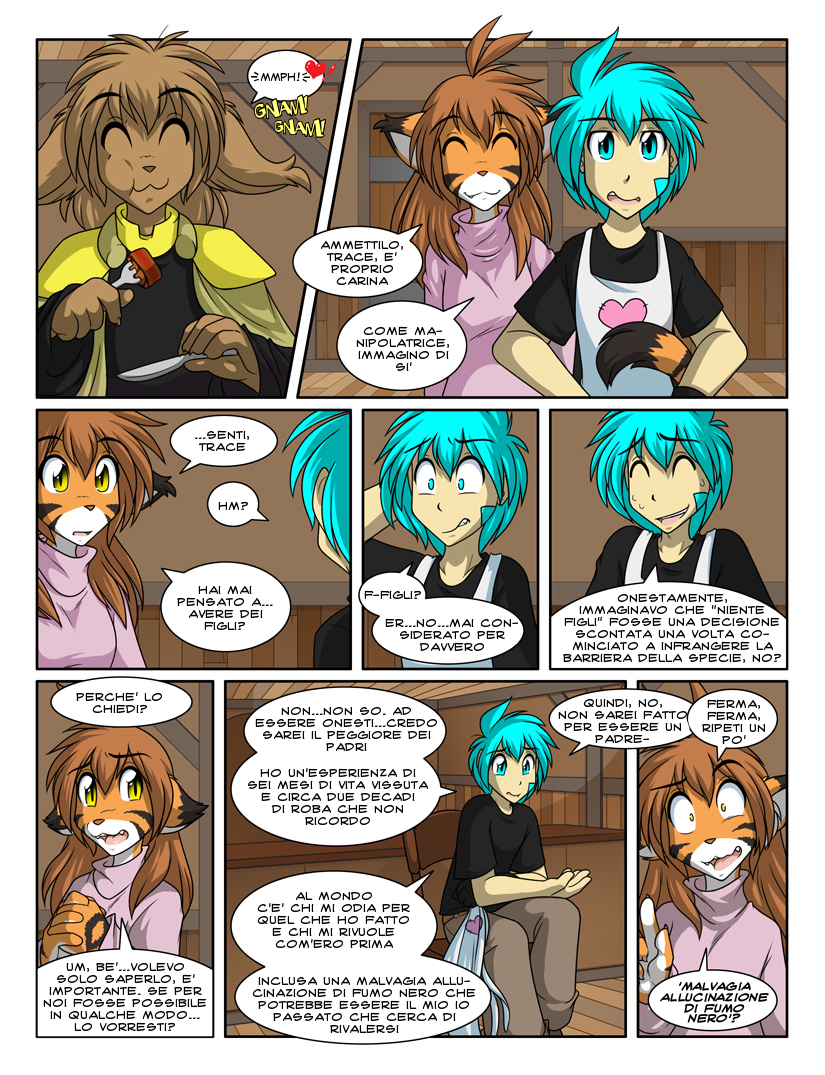 MMPH!
GNAM!
GNAM!
AMMETTILO,
TRACE, E'
PROPRIO
CARINA
COME MA-
NIPOLATRICE,
IMMAGINO DI
SI'
...SENTI,
TRACE
HM?
HAI MAI
PENSATO A...
AVERE DEI
FIGLI?
F-FIGLI?
ER...NO...MAI CON-
SIDERATO PER
DAVVERO
ONESTAMENTE,
IMMAGINAVO CHE "NIENTE
FIGLI" FOSSE UNA DECISIONE
SCONTATA UNA VOLTA CO-
MINCIATO A INFRANGERE LA
BARRIERA DELLA SPECIE, NO?
PERCHE' LO
CHIEDI?
UM, BE'...VOLEVO
SOLO SAPERLO, E'
IMPORTANTE. SE PER
NOI FOSSE POSSIBILE
IN QUALCHE MODO...
LO VORRESTI?
NON...NON SO. AD
ESSERE ONESTI...CREDO
SAREI IL PEGGIORE DEI
PADRI
HO UN'ESPERIENZA DI
SEI MESI DI VITA VISSUTA
E CIRCA DUE DECADI
DI ROBA CHE NON
RICORDO
AL MONDO
C'E' CHI MI ODIA PER
QUEL CHE HO FATTO
E CHI MI RIVUOLE
COM'ERO PRIMA
INCLUSA UNA MALVAGIA ALLU-
CINAZIONE DI FUMO NERO CHE
POTREBBE ESSERE IL MIO IO
PASSATO CHE CERCA DI
RIVALERSI
QUINDI, NO,
NON SAREI FATTO
PER ESSERE UN
PADRE-
FERMA,
FERMA,
RIPETI UN
PO'
'MALVAGIA
ALLUCINAZIONE
DI FUMO
NERO'?